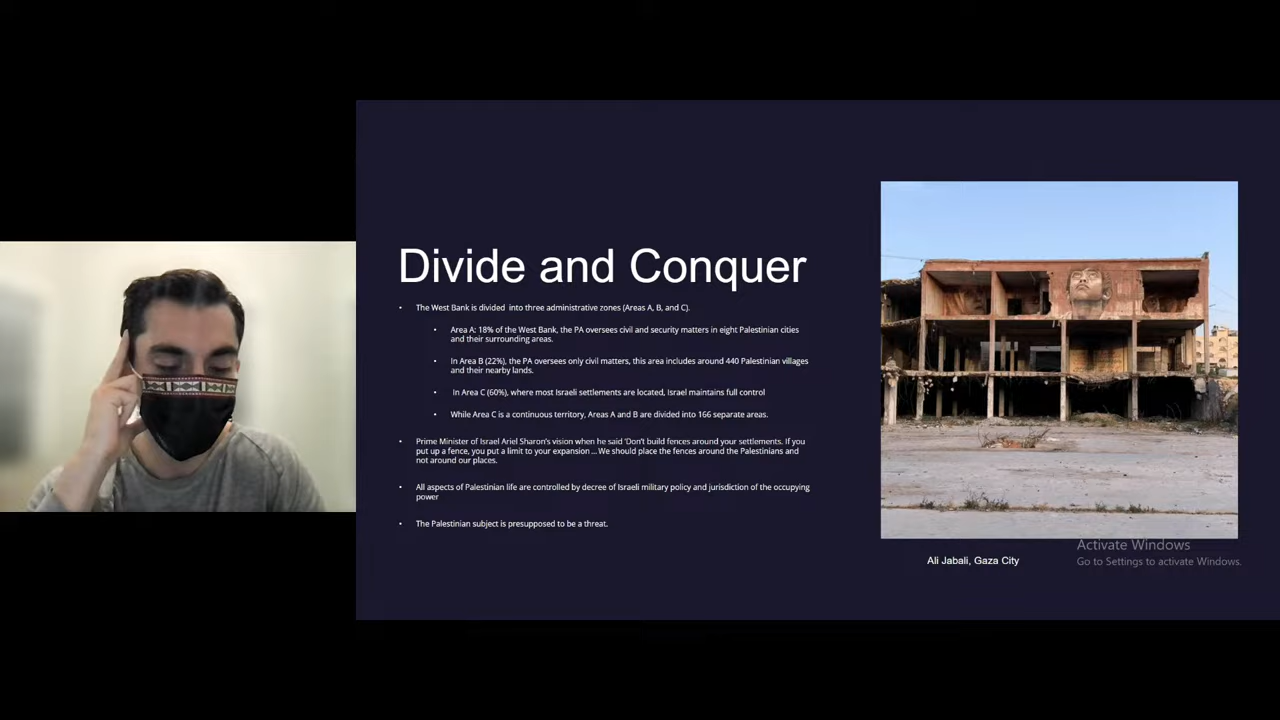 Divide and Conquer
• The West Bank is divided into three administrative zones (Areas A, B, and C).
• Area A: 18% of the West Bank, the PA oversees civil and security matters in eight Palestinian cities
and their surrounding areas.
• In Area B (22%), the PA oversees only civil matters, this area includes around 440 Palestinian villages
and their nearby lands.
• In Area C (60%), where most Israeli settlements are located, Israel maintains full control
• While Area C is a continuous territory, Areas A and B are divided into 166 separate areas.
• Prime Minister of Israel Ariel Sharon's vision when he said 'Don't build fences around your settlements. If you
put up a fence, you put a limit to your expansion ... We should place the fences around the Palestinians and
not around our places.
• All aspects of Palestinian life are controlled by decree of Israeli military policy and jurisdiction of the occupying
power
• The Palestinian subject is presupposed to be a threat.
Ali Jabali, Gaza City
Activate Windows
Go to Settings to activate Windows.